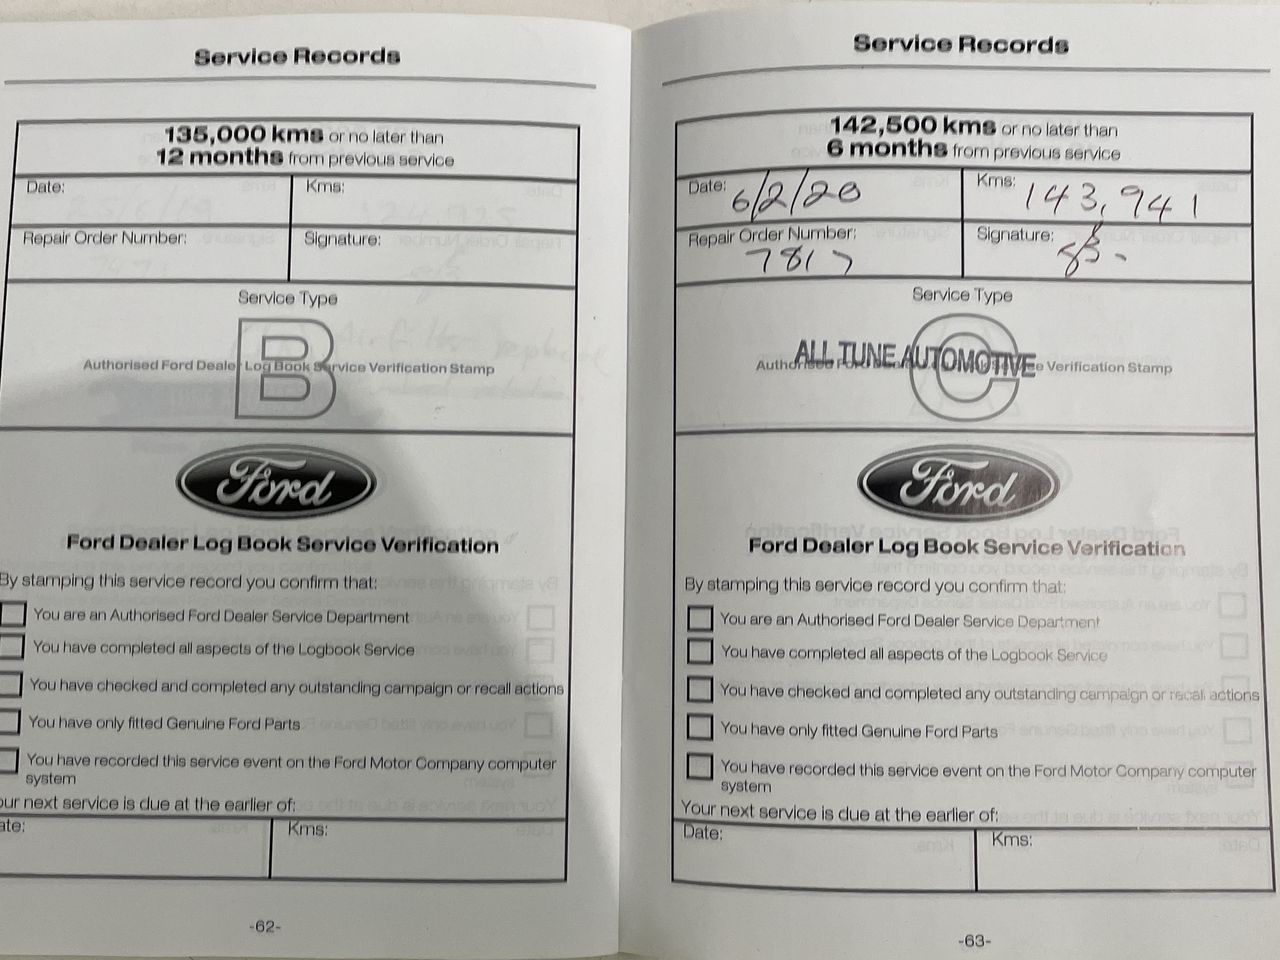 Service Records
135,000 kms or no later than
12 months from previous service
Date:
Kms:
Repair Order Number:
Signature:
Service Type
B
Authorised Ford Dealer Log Book Service Verification Stamp
Ford
Ford Dealer Log Book Service Verification
By stamping this service record you confirm that:
You are an Authorised Ford Dealer Service Department
You have completed all aspects of the Logbook Service
You have checked and completed any outstanding campaign or recall actions
You have only fitted Genuine Ford Parts
You have recorded this service event on the Ford Motor Company computer
system
our next service is due at the earlier of:
ate:
Kms:
-62-
Service Records
142,500 kms or no later than
6 months from previous service
Date: 6/2/20
Kms: 143,941
Repair Order Number:
7817
Signature:
Service Type
C
ALL TUNE AUTOMOTIVE
Authorised Ford Service Verification Stamp
Ford
Ford Dealer Log Book Service Verification
By stamping this service record you confirm that:
You are an Authorised Ford Dealer Service Department
You have completed all aspects of the Logbook Service
You have checked and completed any outstanding campaign or recall actions
You have only fitted Genuine Ford Parts
You have recorded this service event on the Ford Motor Company computer
system
Your next service is due at the earlier of:
Date:
Kms:
-63-